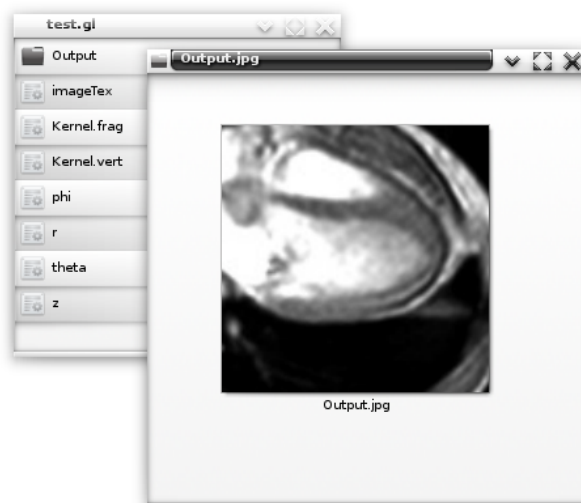 test.gl
Output
imageTex
Kernel.frag
Kernel.vert
phi
r
theta
z
Output.jpg
Output.jpg